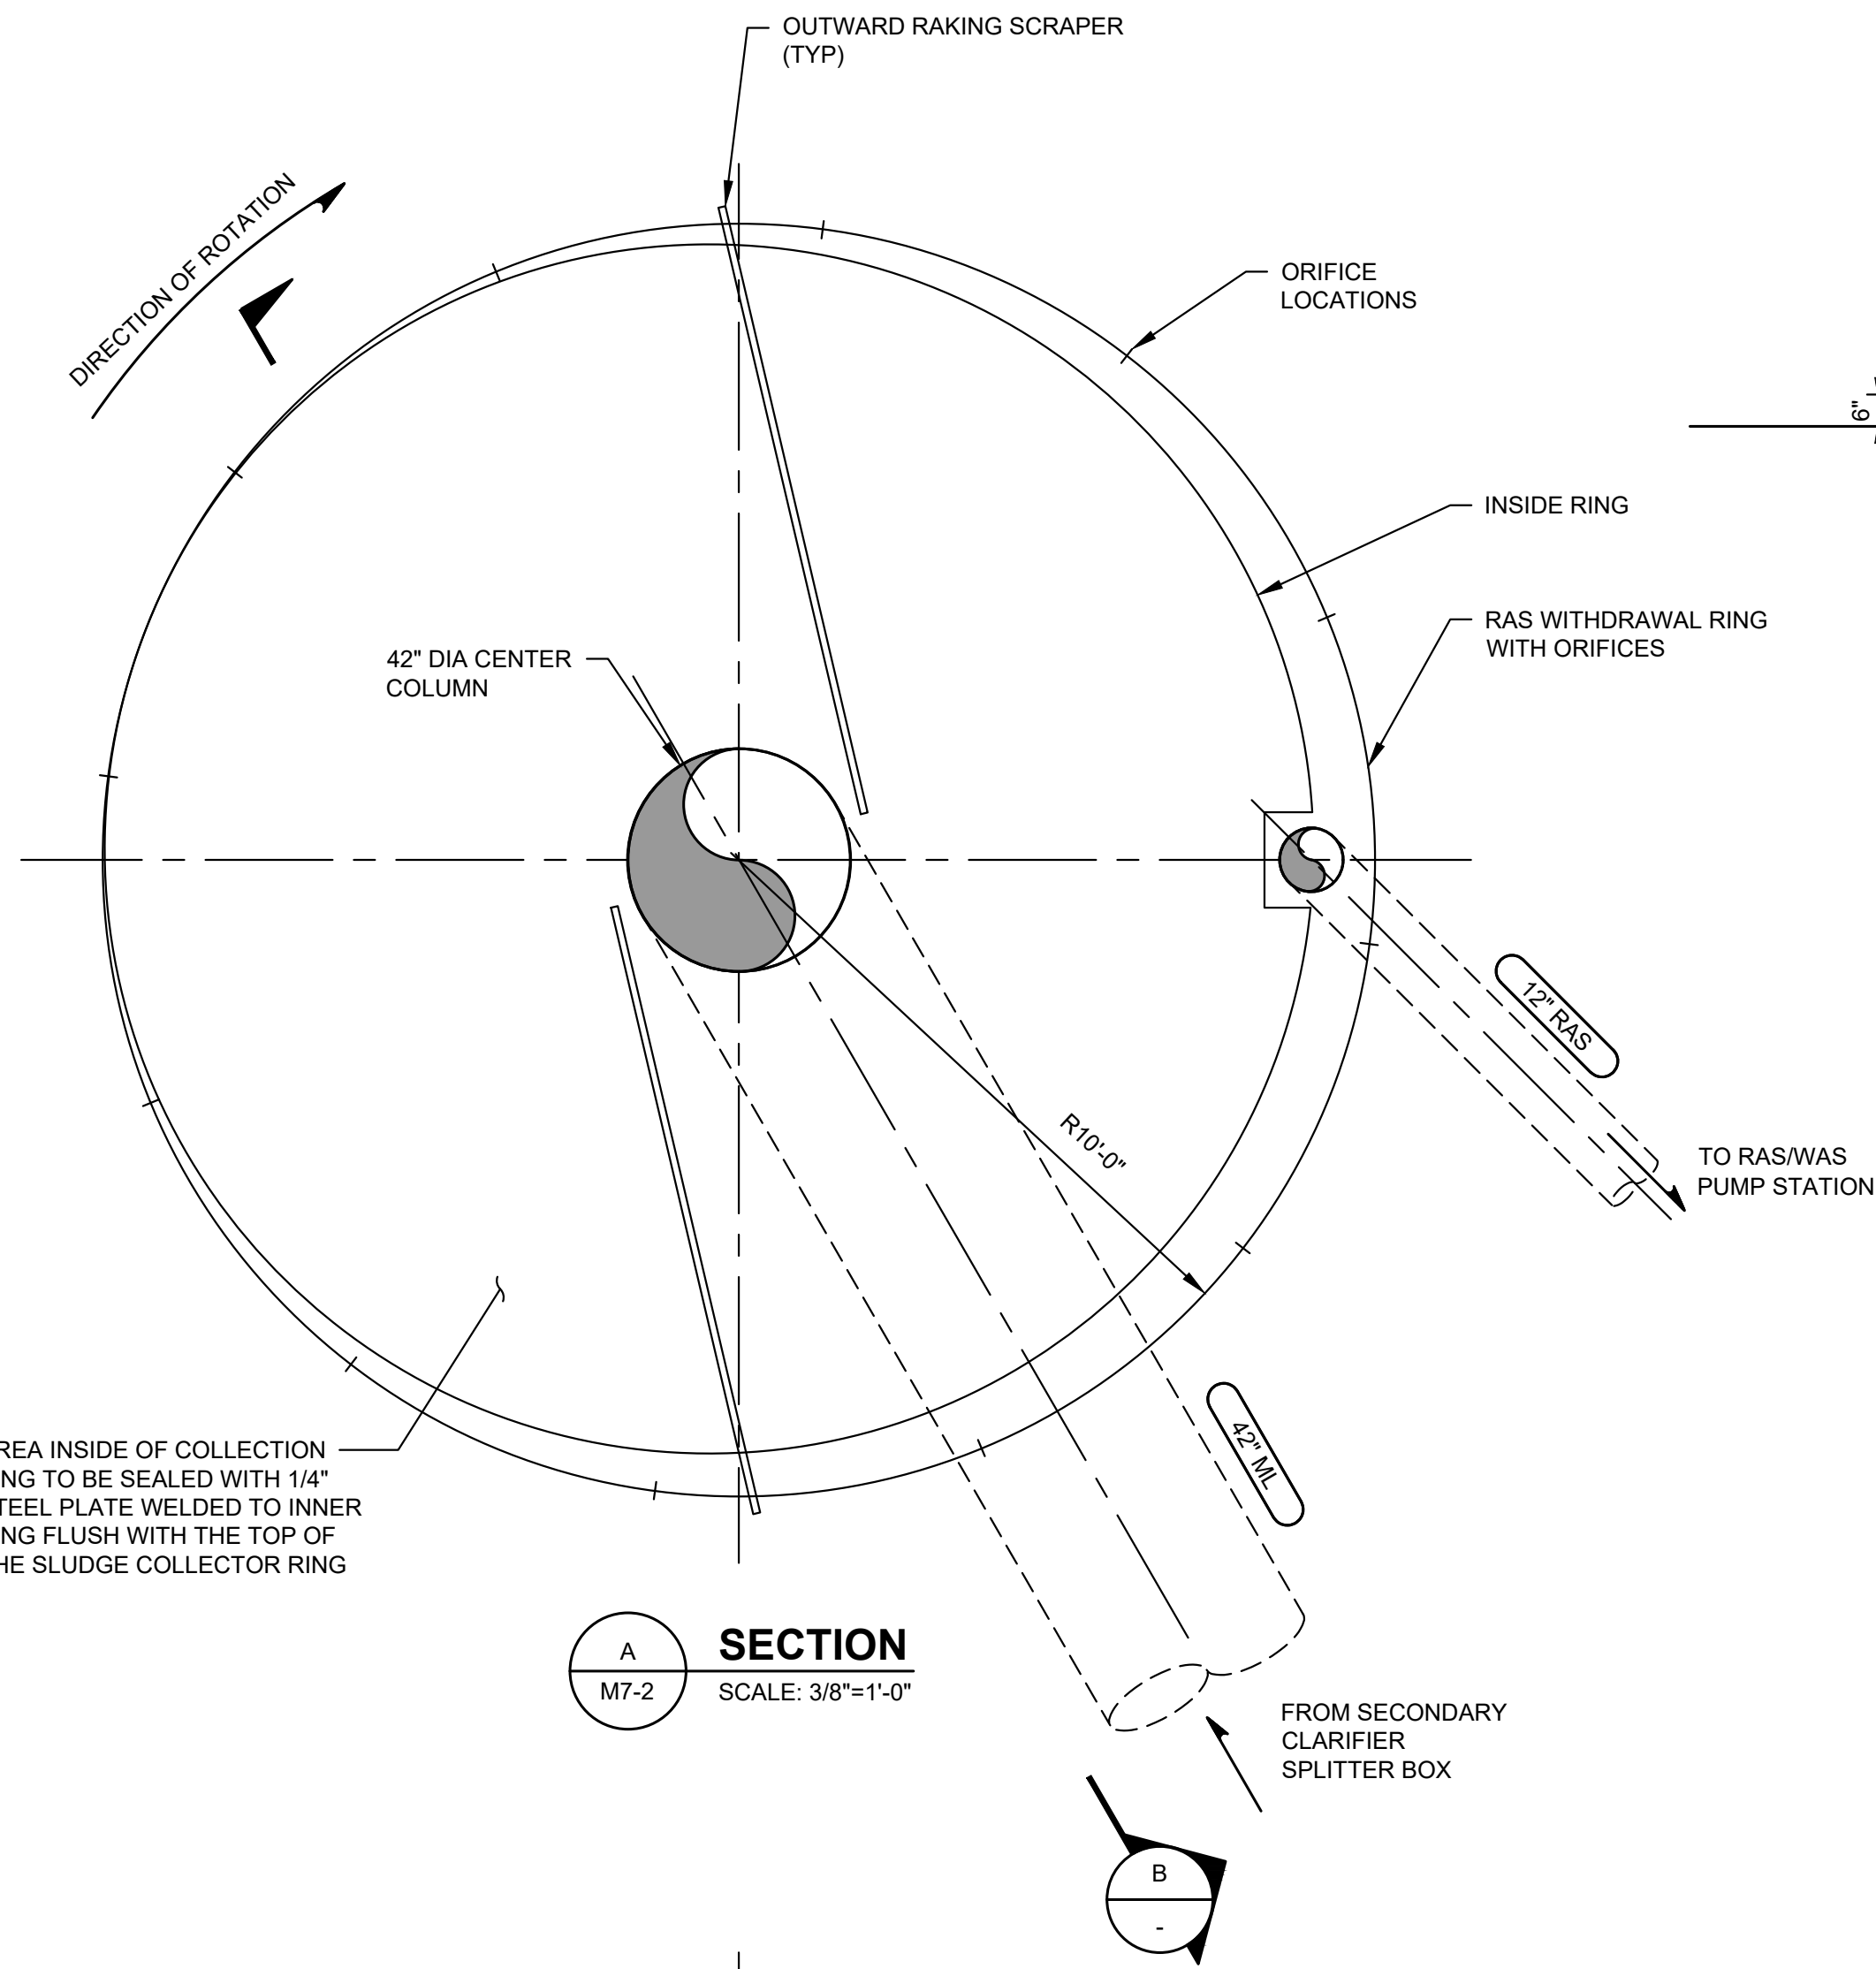 OUTWARD RAKING SCRAPER
(TYP)
DIRECTION OF ROTATION
ORIFICE
LOCATIONS
6"
INSIDE RING
RAS WITHDRAWAL RING
WITH ORIFICES
42" DIA CENTER
COLUMN
12" RAS
R10'-0"
TO RAS/WAS
PUMP STATION
42" ML
REA INSIDE OF COLLECTION
NG TO BE SEALED WITH 1/4"
TEEL PLATE WELDED TO INNER
NG FLUSH WITH THE TOP OF
HE SLUDGE COLLECTOR RING
A
M7-2
SECTION
SCALE: 3/8"=1'-0"
FROM SECONDARY
CLARIFIER
SPLITTER BOX
B
-